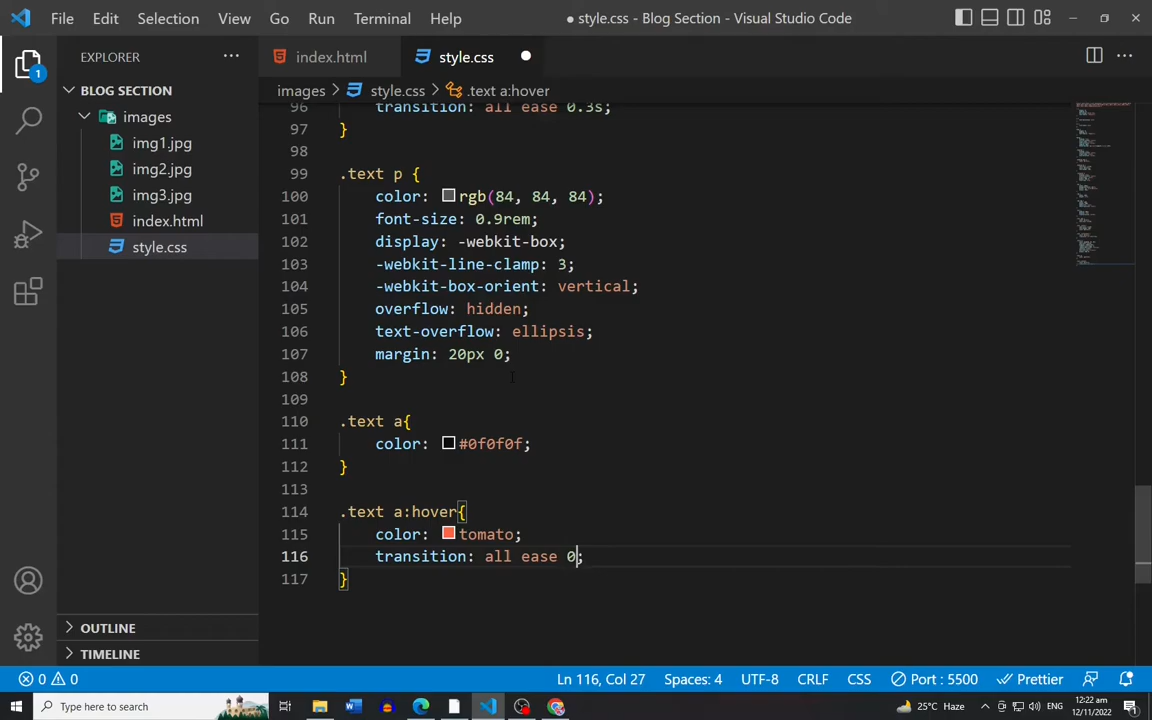 File Edit Selection View Go Run Terminal Help
● style.css - Blog Section - Visual Studio Code
EXPLORER
index.html
style.css
BLOG SECTION
images
img1.jpg
img2.jpg
img3.jpg
index.html
style.css
OUTLINE
TIMELINE
1
images > style.css > .text a:hover
96 transition: all ease 0.3s;
97 }
98
99 .text p {
100 color: rgb(84, 84, 84);
101 font-size: 0.9rem;
102 display: -webkit-box;
103 -webkit-line-clamp: 3;
104 -webkit-box-orient: vertical;
105 overflow: hidden;
106 text-overflow: ellipsis;
107 margin: 20px 0;
108 }
109
110 .text a{
111 color: #0f0f0f;
112 }
113
114 .text a:hover{
115 color: tomato;
116 transition: all ease 0;
117 }
0 0 Ln 116, Col 27 Spaces: 4 UTF-8 CRLF CSS Port : 5500 Prettier
Type here to search
25°C Haze
ENG
12:22 am
12/11/2022
1